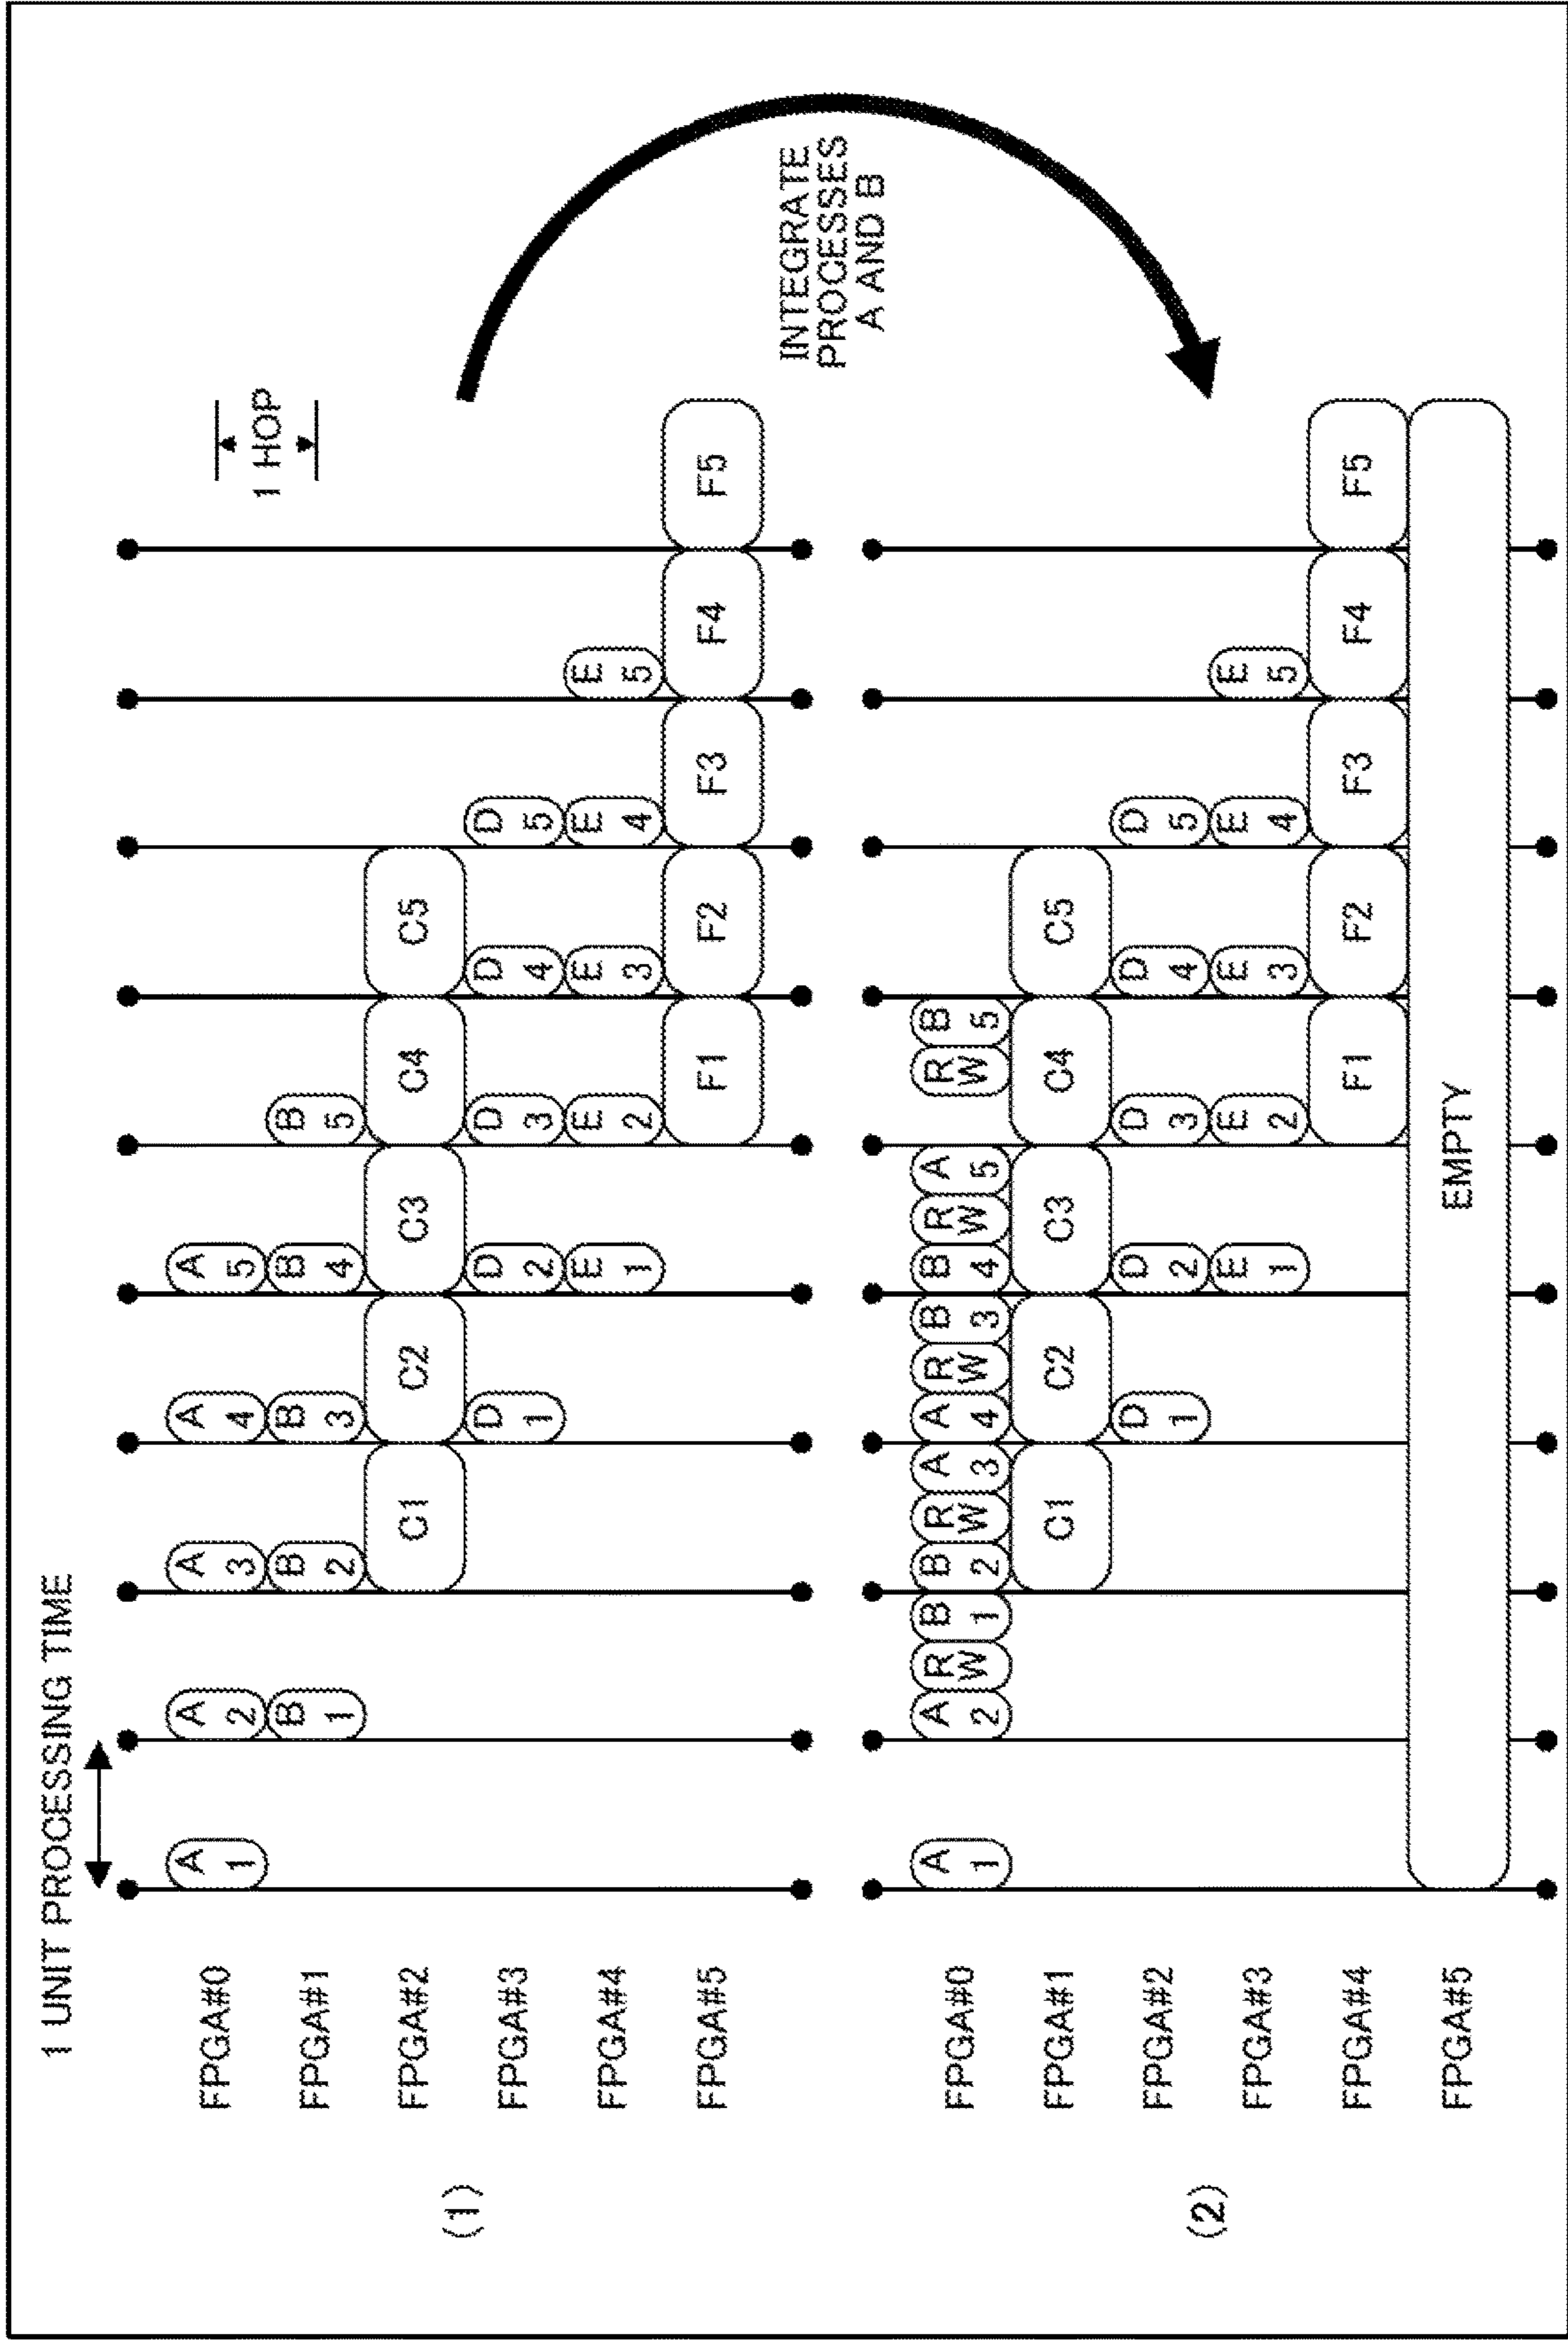 1 UNIT PROCESSING TIME
1 HOP
(1)
FPGA#0 A1 A2 A3 A4 A5
FPGA#1 B1 B2 B3 B4 B5
FPGA#2 C1 C2 C3 C4 C5
FPGA#3 D1 D2 D3 D4 D5
FPGA#4 E1 E2 E3 E4 E5
FPGA#5 F1 F2 F3 F4 F5
INTEGRATE
PROCESSES
A AND B
(2)
FPGA#0 A1 A2 RW B1 B2 RW A3 A4 RW B3 B4 RW A5 RW B5
FPGA#1 C1 C2 C3 C4 C5
FPGA#2 D1 D2 D3 D4 D5
FPGA#3 E1 E2 E3 E4 E5
FPGA#4 F1 F2 F3 F4 F5
FPGA#5 EMPTY